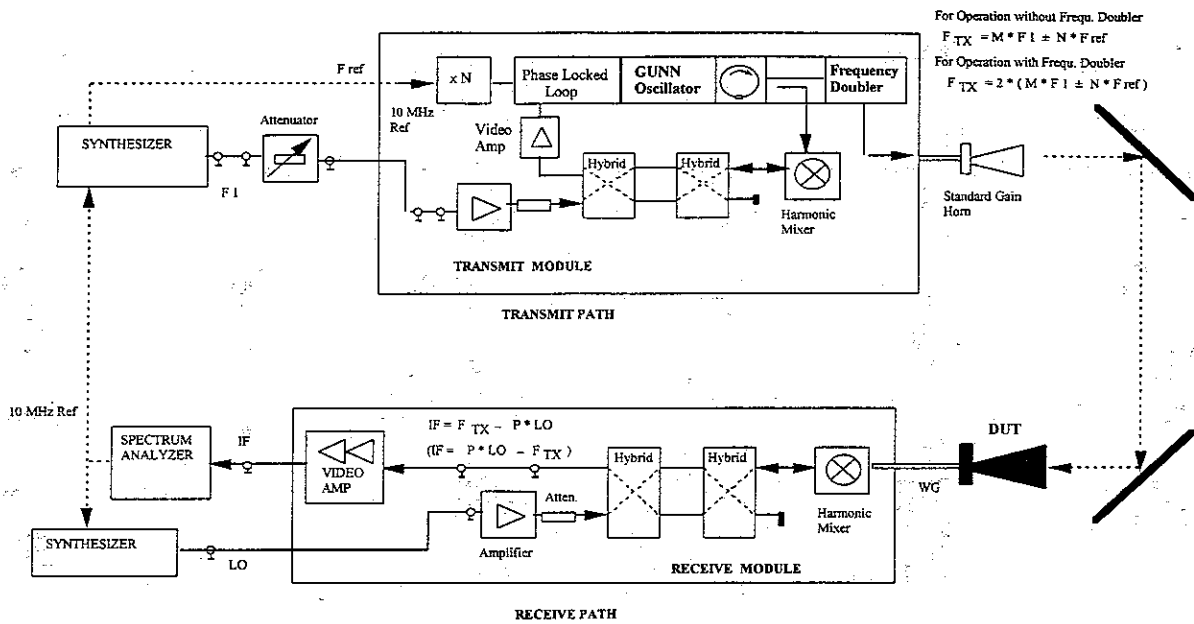 For Operation without Frequ. Doubler
F TX = M * F 1 ± N * F ref
For Operation with Frequ. Doubler
F TX = 2 * ( M * F 1 ± N * F ref )
F ref
x N
Phase Locked
Loop
GUNN
Oscillator
Frequency
Doubler
10 MHz
Ref
Attenuator
SYNTHESIZER
F 1
Video
Amp
Hybrid
Hybrid
Harmonic
Mixer
Standard Gain
Horn
TRANSMIT MODULE
TRANSMIT PATH
10 MHz Ref
SPECTRUM
ANALYZER
IF
VIDEO
AMP
IF = F TX - P * LO
(IF = P * LO - F TX )
Hybrid
Hybrid
DUT
WG
Atten.
Amplifier
Harmonic
Mixer
SYNTHESIZER
LO
RECEIVE MODULE
RECEIVE PATH